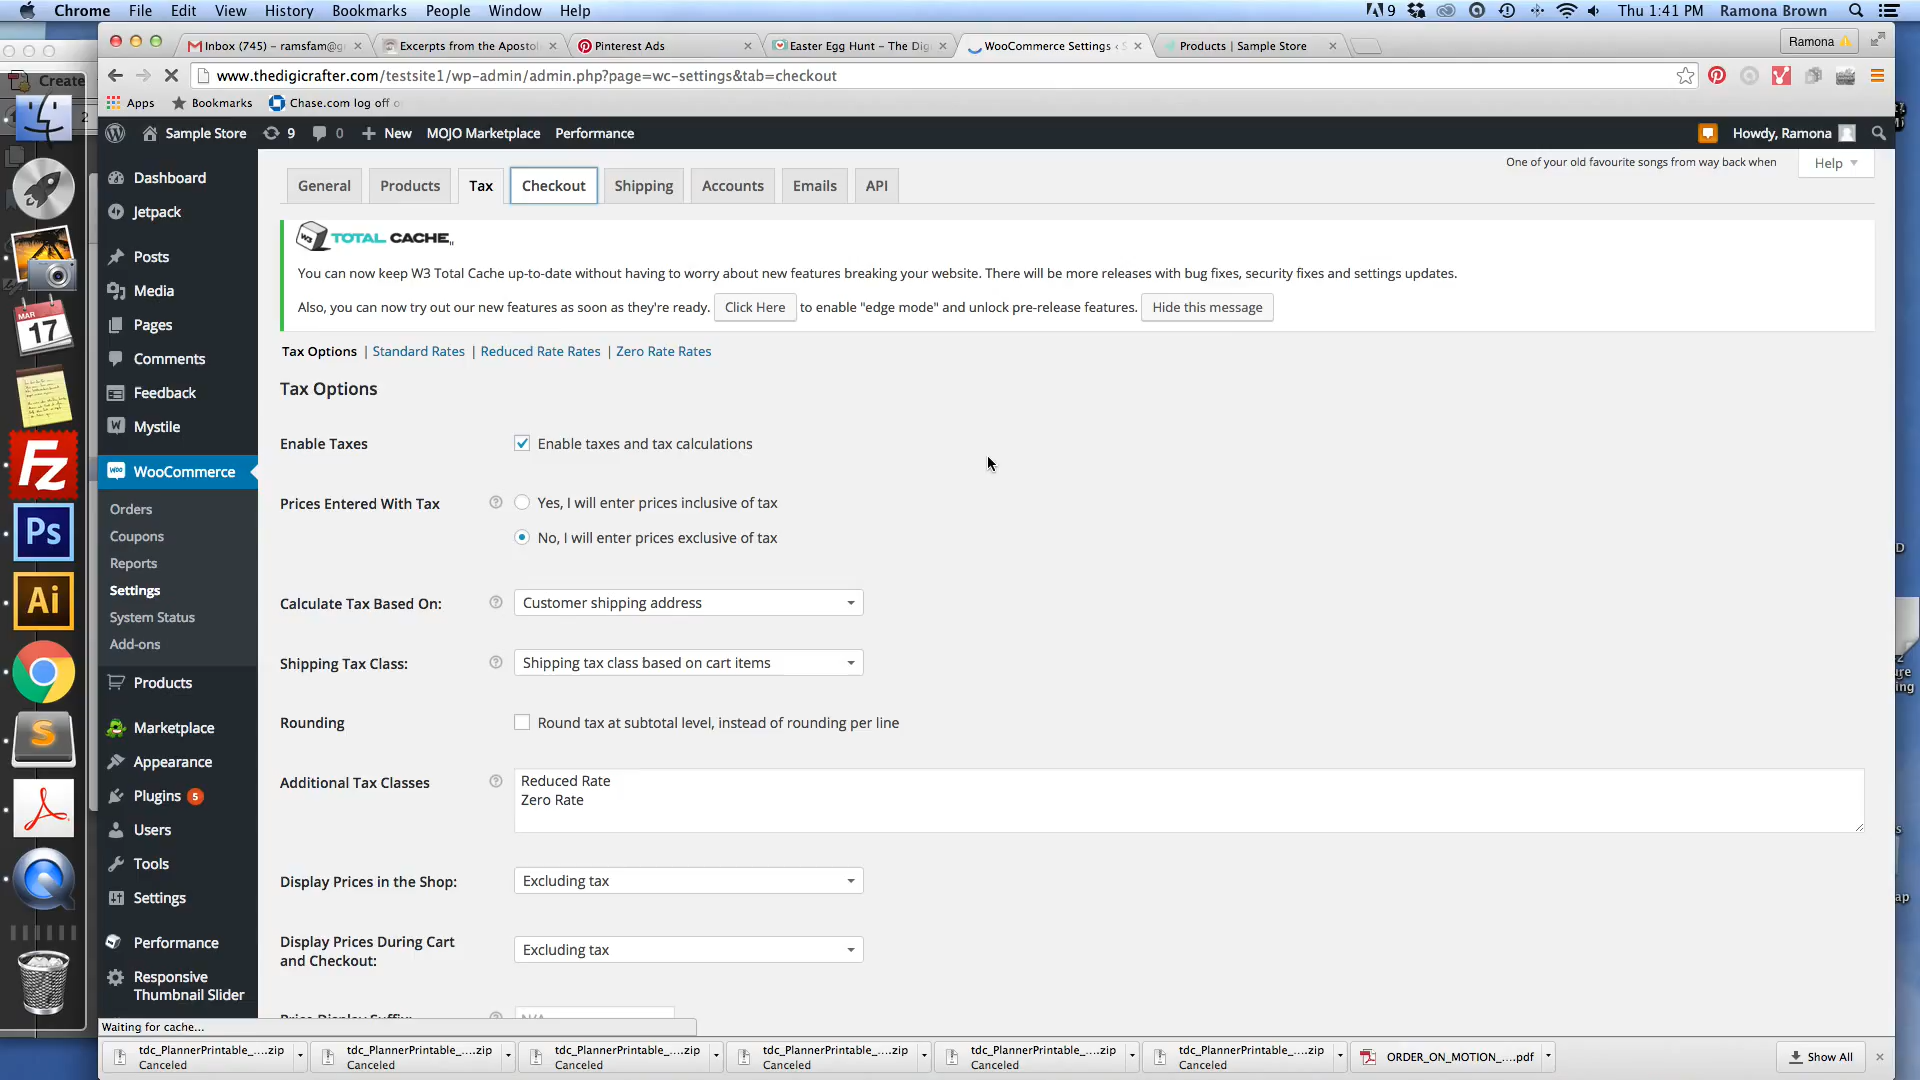 Chrome File Edit View History Bookmarks People Window Help
9
Thu 1:41 PM Ramona Brown
Create
Inbox (745) – ramsfam@g
Excerpts from the Apostol
Pinterest Ads
Easter Egg Hunt – The Dig
WooCommerce Settings ‹ S
Products | Sample Store
Ramona
www.thedigicrafter.com/testsite1/wp-admin/admin.php?page=wc-settings&tab=checkout
Apps Bookmarks Chase.com log off o
Sample Store 9 0 New MOJO Marketplace Performance
Howdy, Ramona
One of your old favourite songs from way back when
Help
General Products Tax Checkout Shipping Accounts Emails API
Dashboard
Jetpack
Posts
Media
Pages
Comments
Feedback
Mystile
WooCommerce
Orders
Coupons
Reports
Settings
System Status
Add-ons
Products
Marketplace
Appearance
Plugins 5
Users
Tools
Settings
Performance
Responsive
Thumbnail Slider
W3 TOTAL CACHE
You can now keep W3 Total Cache up-to-date without having to worry about new features breaking your website. There will be more releases with bug fixes, security fixes and settings updates.
Also, you can now try out our new features as soon as they're ready. Click Here to enable "edge mode" and unlock pre-release features. Hide this message
Tax Options | Standard Rates | Reduced Rate Rates | Zero Rate Rates
Tax Options
Enable Taxes Enable taxes and tax calculations
Prices Entered With Tax Yes, I will enter prices inclusive of tax
No, I will enter prices exclusive of tax
Calculate Tax Based On: Customer shipping address
Shipping Tax Class: Shipping tax class based on cart items
Rounding Round tax at subtotal level, instead of rounding per line
Additional Tax Classes Reduced Rate
Zero Rate
Display Prices in the Shop: Excluding tax
Display Prices During Cart
and Checkout: Excluding tax
Price Display Suffix: N/A
Waiting for cache...
tdc_PlannerPrintable_....zip tdc_PlannerPrintable_....zip tdc_PlannerPrintable_....zip tdc_PlannerPrintable_....zip tdc_PlannerPrintable_....zip tdc_PlannerPrintable_....zip ORDER_ON_MOTION_....pdf Show All
Canceled Canceled Canceled Canceled Canceled Canceled
MAR
17
Fz
Ps
Ai